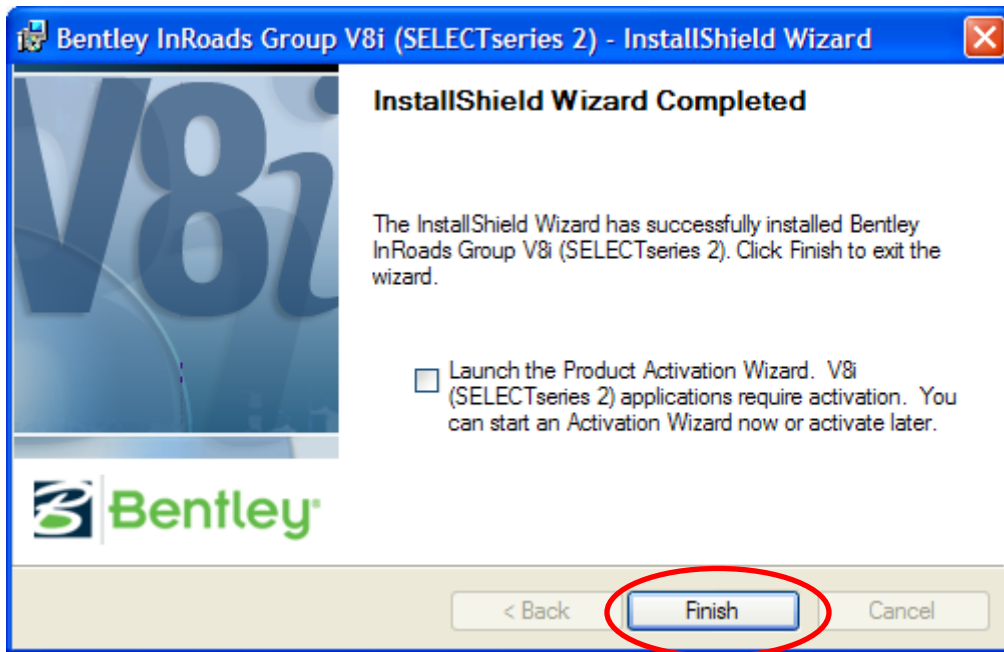 Bentley InRoads Group V8i (SELECTseries 2) - InstallShield Wizard
V8i
InstallShield Wizard Completed
The InstallShield Wizard has successfully installed Bentley
InRoads Group V8i (SELECTseries 2). Click Finish to exit the
wizard.
Launch the Product Activation Wizard. V8i
(SELECTseries 2) applications require activation. You
can start an Activation Wizard now or activate later.
Bentley
< Back Finish Cancel